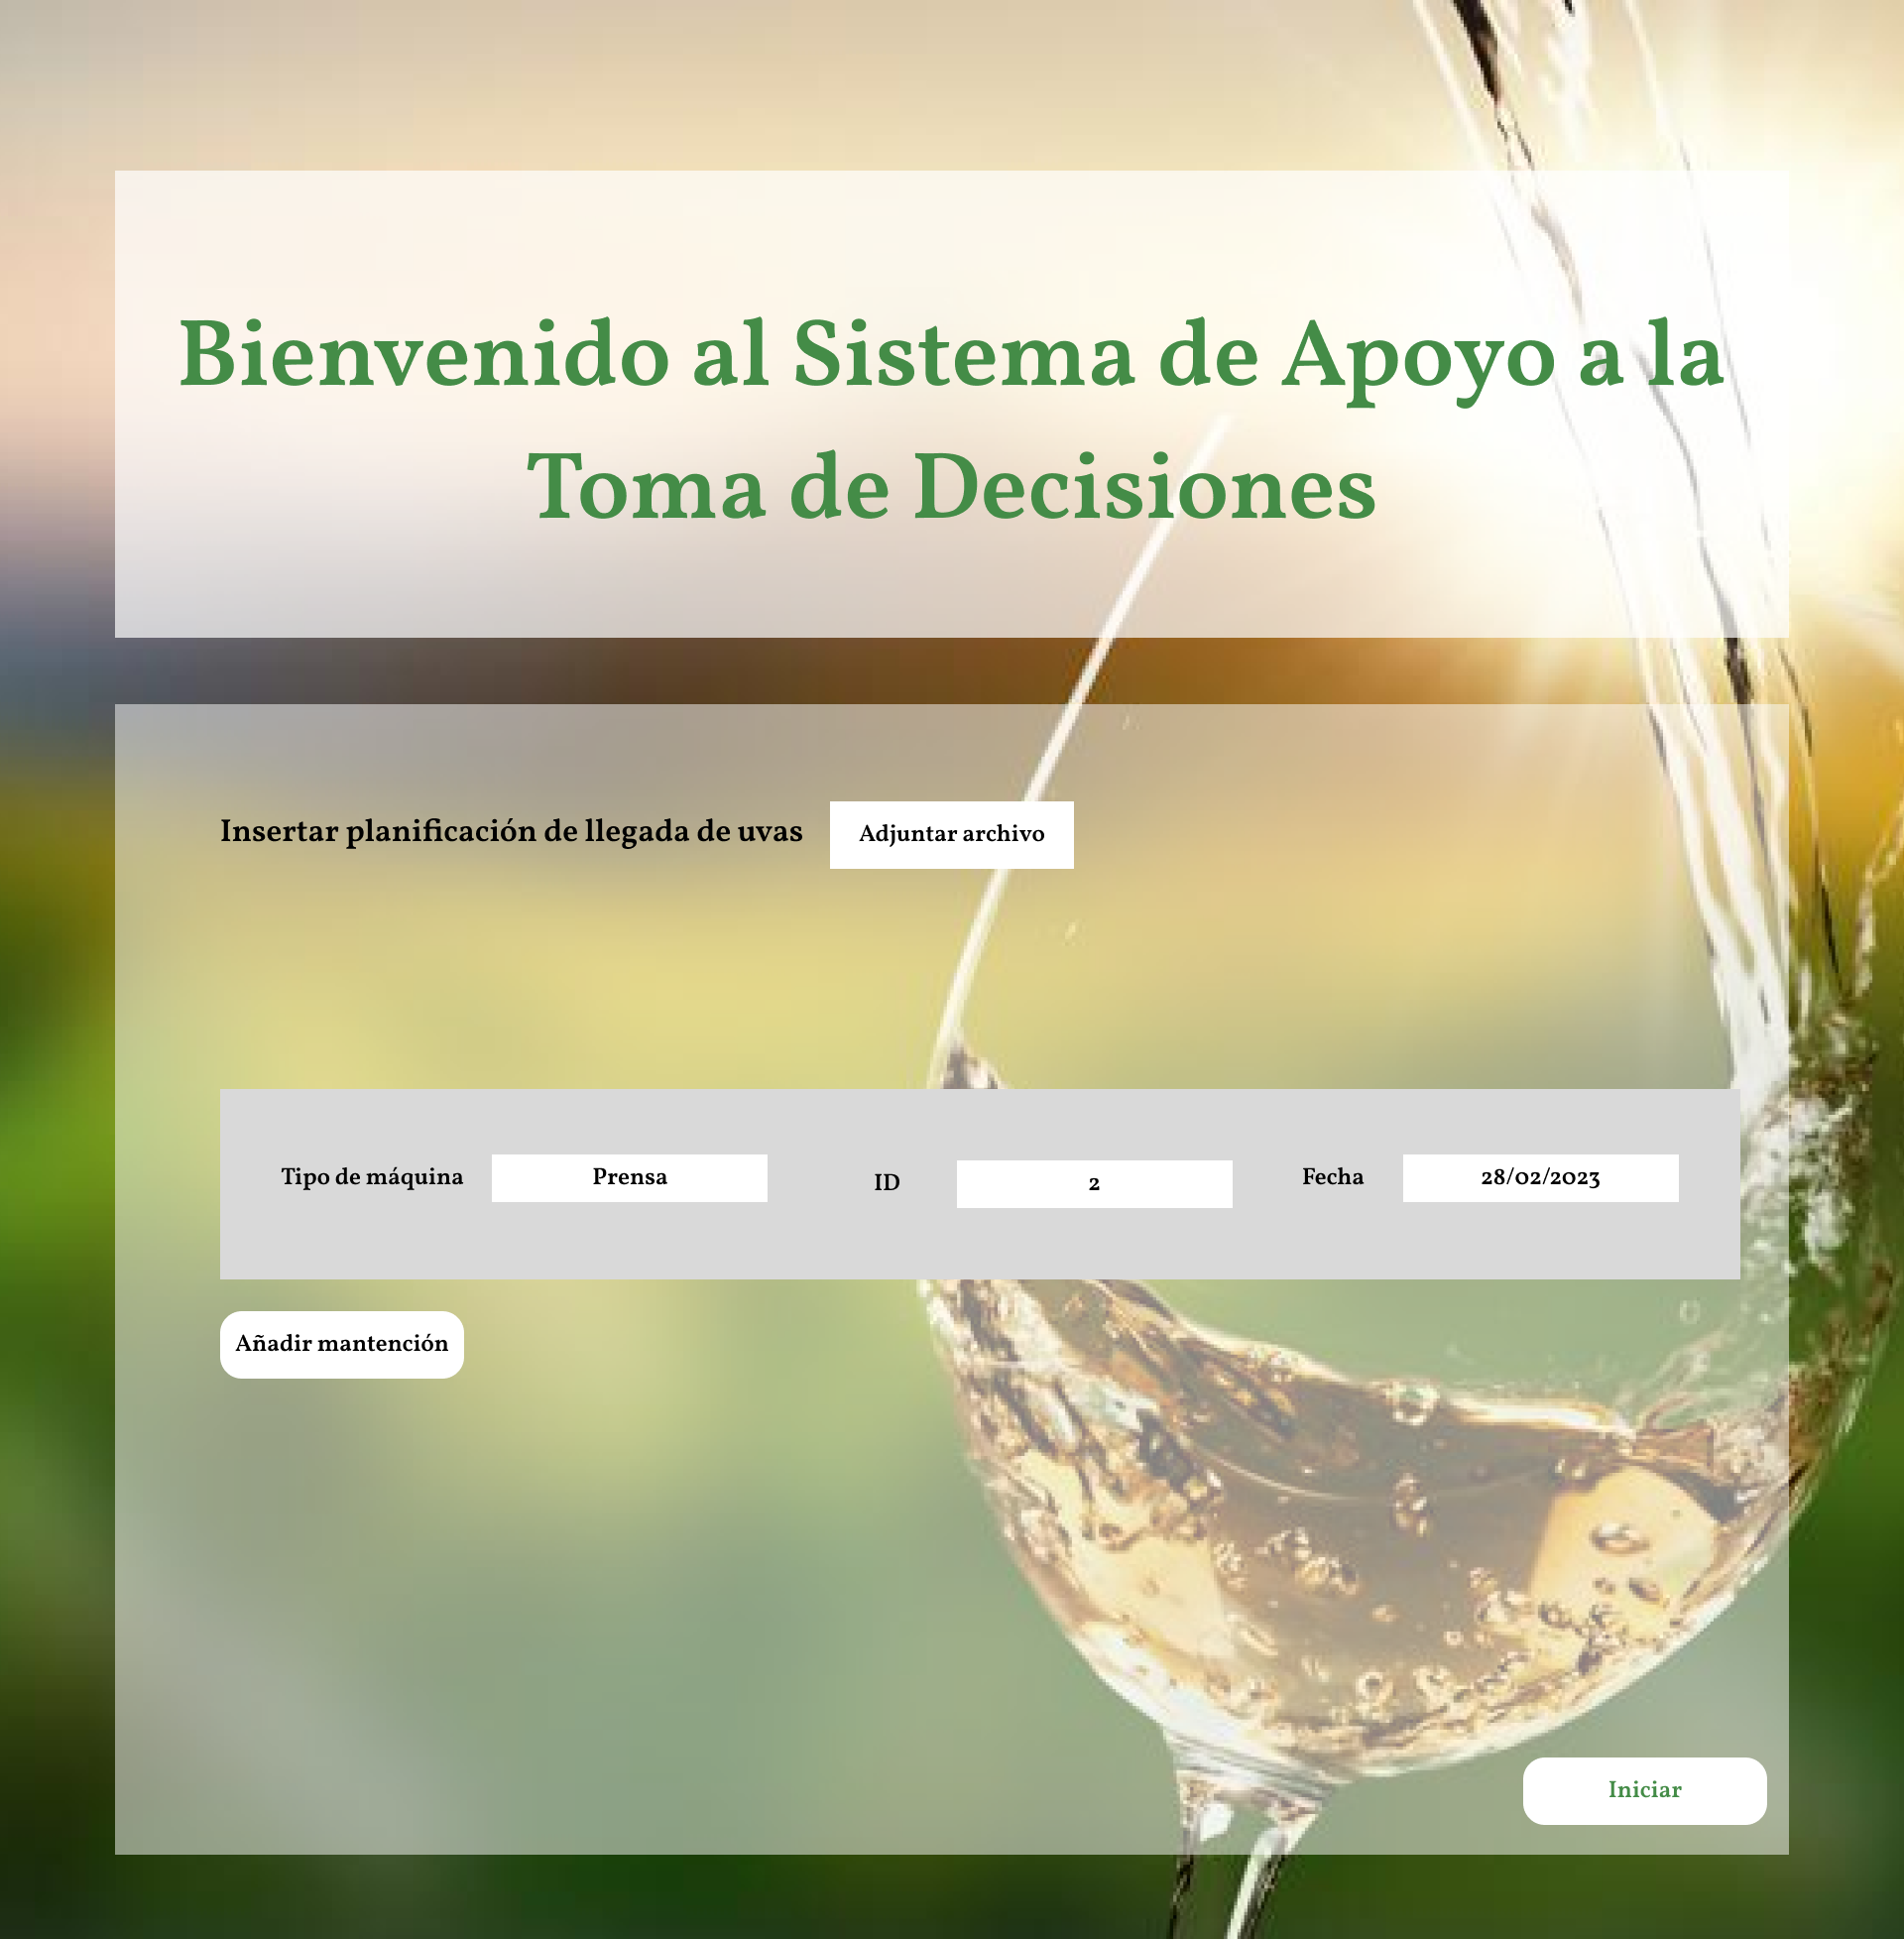 Bienvenido al Sistema de Apoyo a la
Toma de Decisiones
Insertar planificación de llegada de uvas
Adjuntar archivo
Tipo de máquina
Prensa
ID
2
Fecha
28/02/2023
Añadir mantención
Iniciar